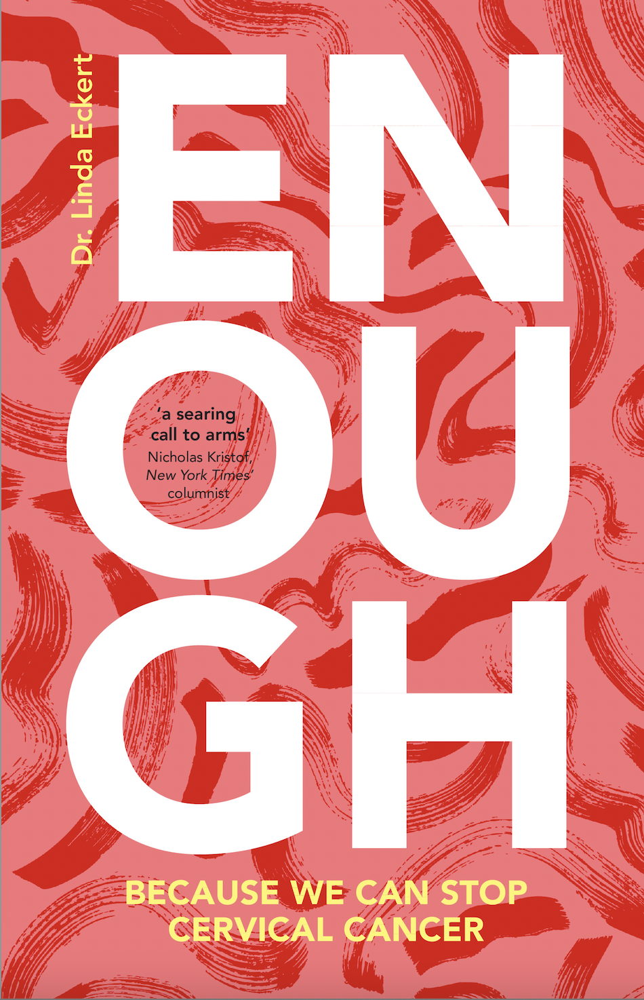 Dr. Linda Eckert
EN
OU
GH
‘a searing
call to arms’
Nicholas Kristof,
New York Times’
columnist
BECAUSE WE CAN STOP
CERVICAL CANCER